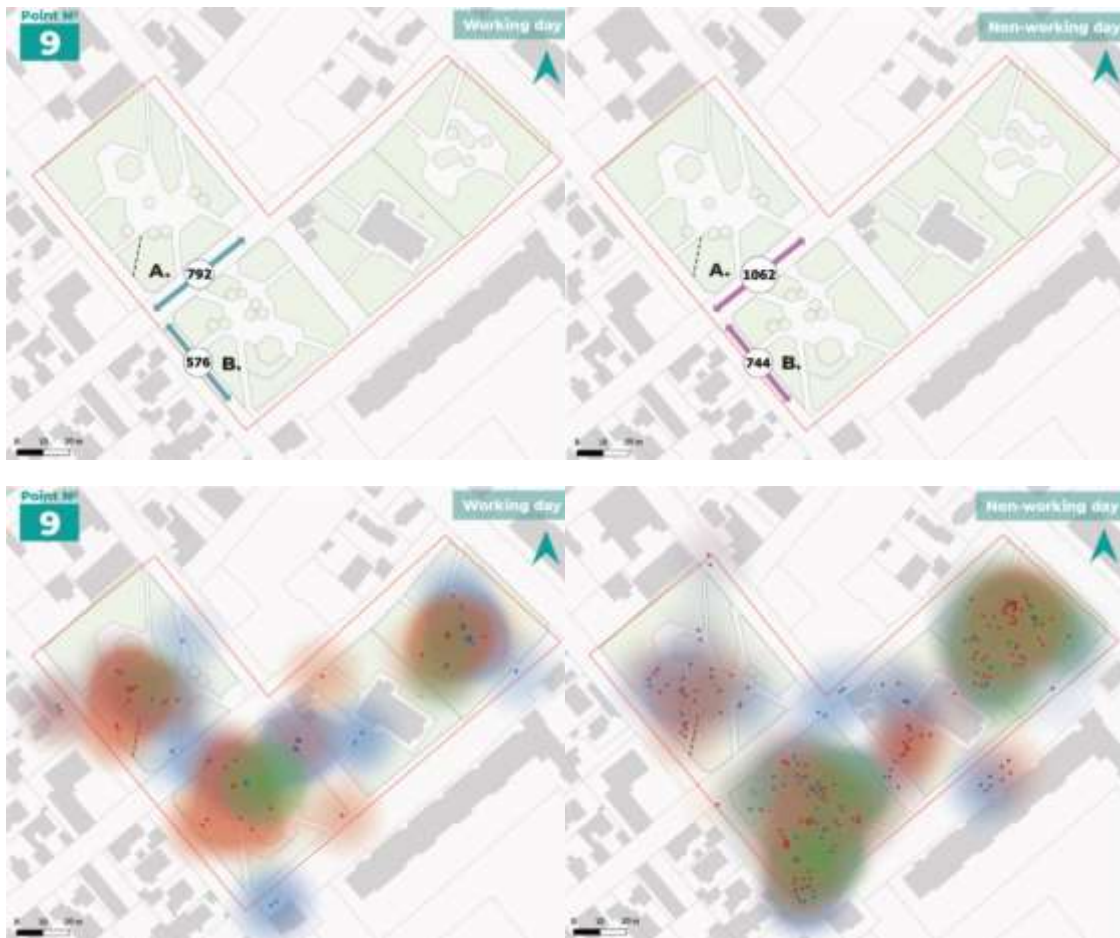 Point Nº
9
Working day
A.
792
576
B.
Non-working day
A.
1062
744
B.
Point Nº
9
Working day
Non-working day